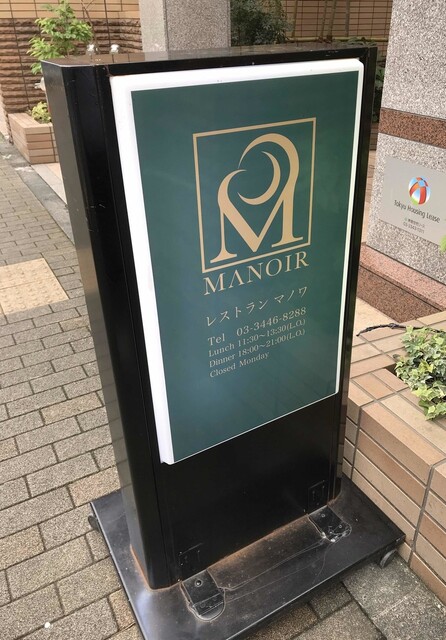 M
MANOIR
レストラン マノワ
Tel 03-3446-8288
Lunch 11:30～13:30(L.O.)
Dinner 18:00～21:00(L.O.)
Closed Monday
Tokyu Housing Lease